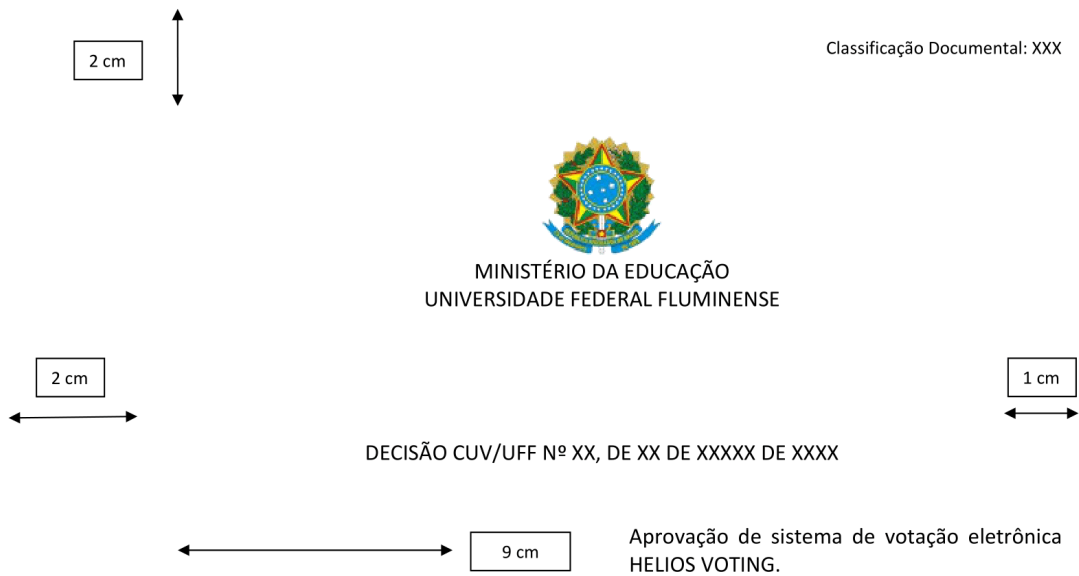 2 cm
Classificação Documental: XXX
MINISTÉRIO DA EDUCAÇÃO
UNIVERSIDADE FEDERAL FLUMINENSE
2 cm
1 cm
DECISÃO CUV/UFF Nº XX, DE XX DE XXXXX DE XXXX
9 cm
Aprovação de sistema de votação eletrônica
HELIOS VOTING.